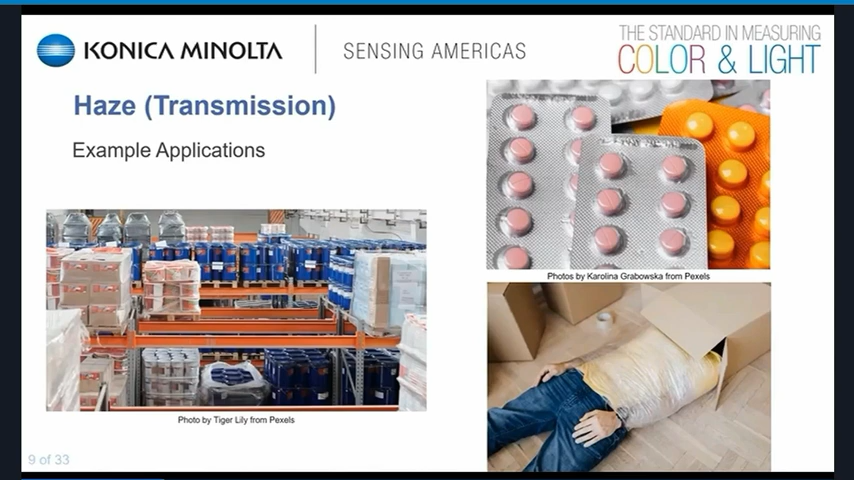 KONICA MINOLTA
SENSING AMERICAS
THE STANDARD IN MEASURING
COLOR & LIGHT
Haze (Transmission)
Example Applications
Photos by Karolina Grabowska from Pexels
Photo by Tiger Lily from Pexels
9 of 33